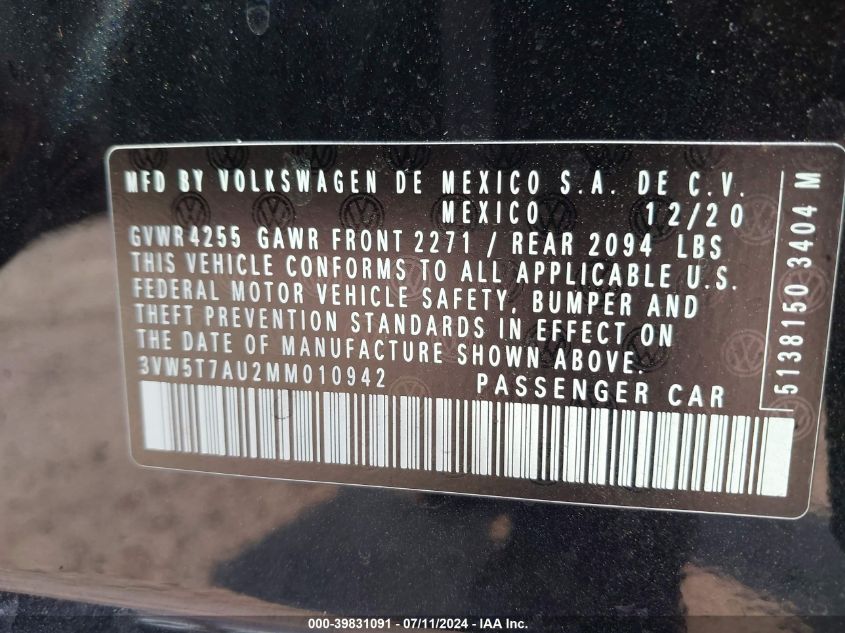 MFD BY VOLKSWAGEN DE MEXICO S.A. DE C.V.
MEXICO 12/20
GVWR4255 GAWR FRONT 2271 / REAR 2094 LBS
THIS VEHICLE CONFORMS TO ALL APPLICABLE U.S.
FEDERAL MOTOR VEHICLE SAFETY, BUMPER AND
THEFT PREVENTION STANDARDS IN EFFECT ON
THE DATE OF MANUFACTURE SHOWN ABOVE.
3VW5T7AU2MM010942 PASSENGER CAR
5138150 3404 M
000-39831091 - 07/11/2024 - IAA Inc.